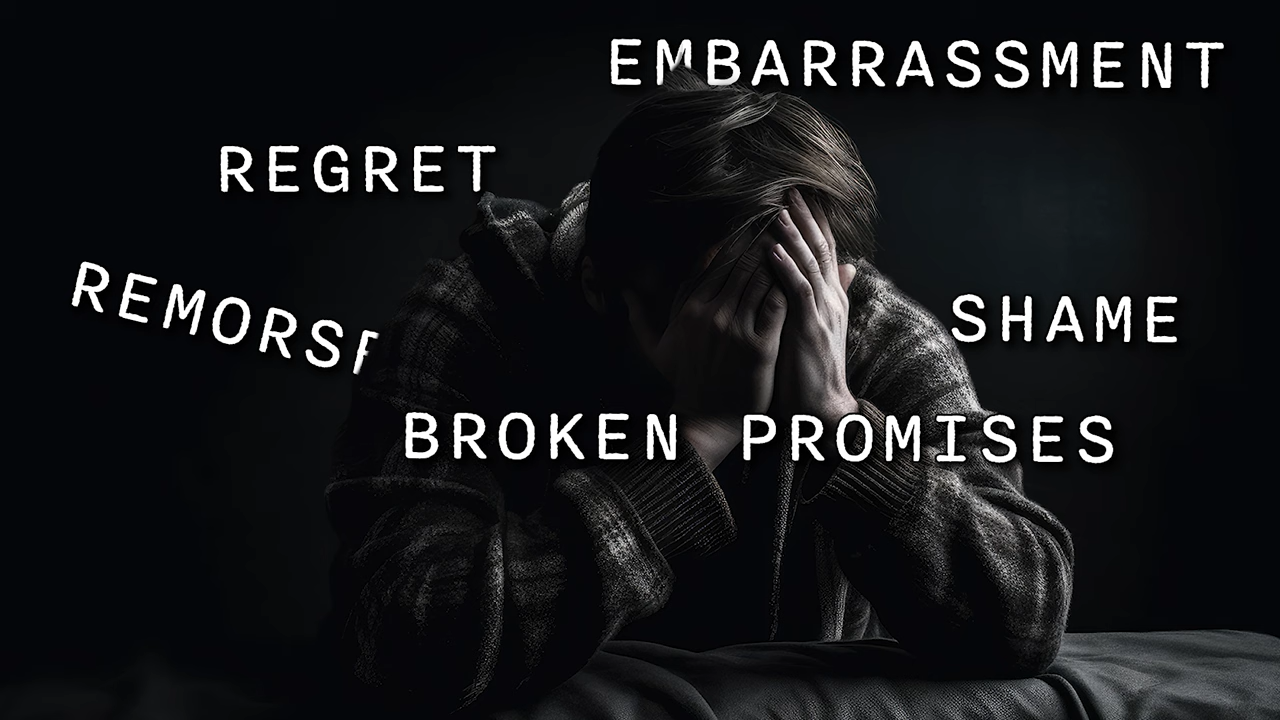 EMBARRASSMENT
REGRET
REMORSE
SHAME
BROKEN PROMISES